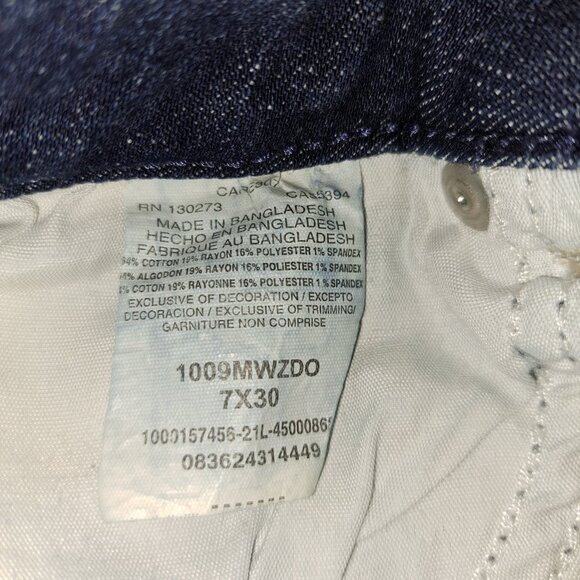 RN 130273
MADE IN BANGLADESH
HECHO EN BANGLADESH
FABRIQUE AU BANGLADESH
64% COTTON 19% RAYON 16% POLYESTER 1% SPANDEX
ALGODON 19% RAYON 16% POLIESTER 1% SPANDEX
COTON 19% RAYONNE 16% POLYESTER 1% SPANDEX
EXCLUSIVE OF DECORATION / EXCEPTO
DECORACION / EXCLUSIVE OF TRIMMING/
GARNITURE NON COMPRISE
1009MWZDO
7X30
083624314449